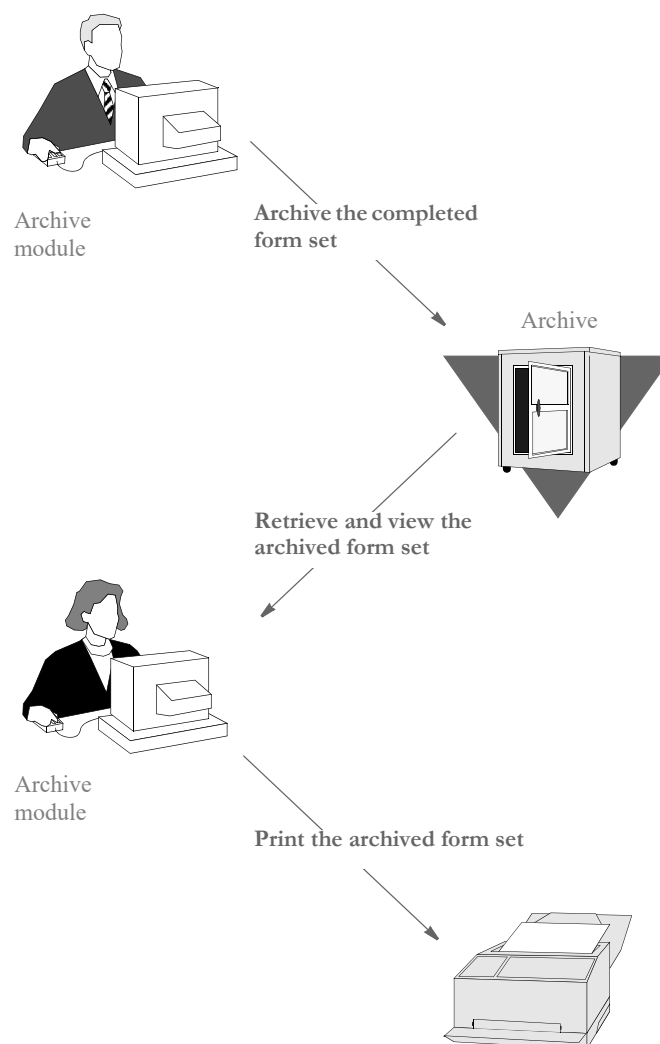 Archive
module
Archive the completed
form set
Archive
Retrieve and view the
archived form set
Archive
module
Print the archived form set